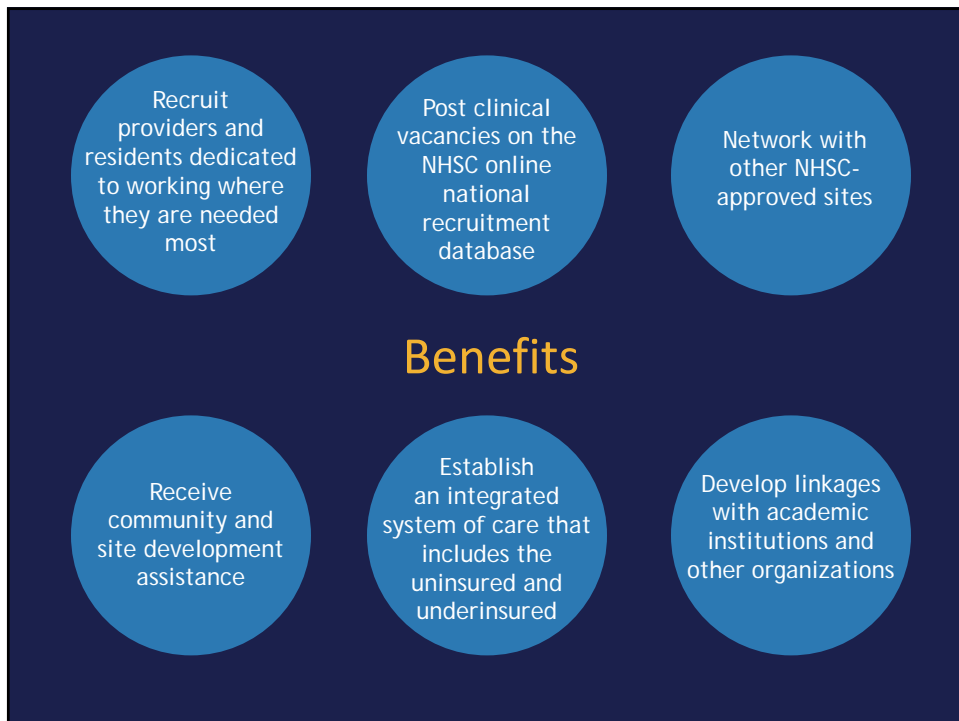 Recruit
providers and
residents dedicated
to working where
they are needed
most
Post clinical
vacancies on the
NHSC online
national
recruitment
database
Network with
other NHSC-
approved sites
Benefits
Receive
community and
site development
assistance
Establish
an integrated
system of care that
includes the
uninsured and
underinsured
Develop linkages
with academic
institutions and
other organizations